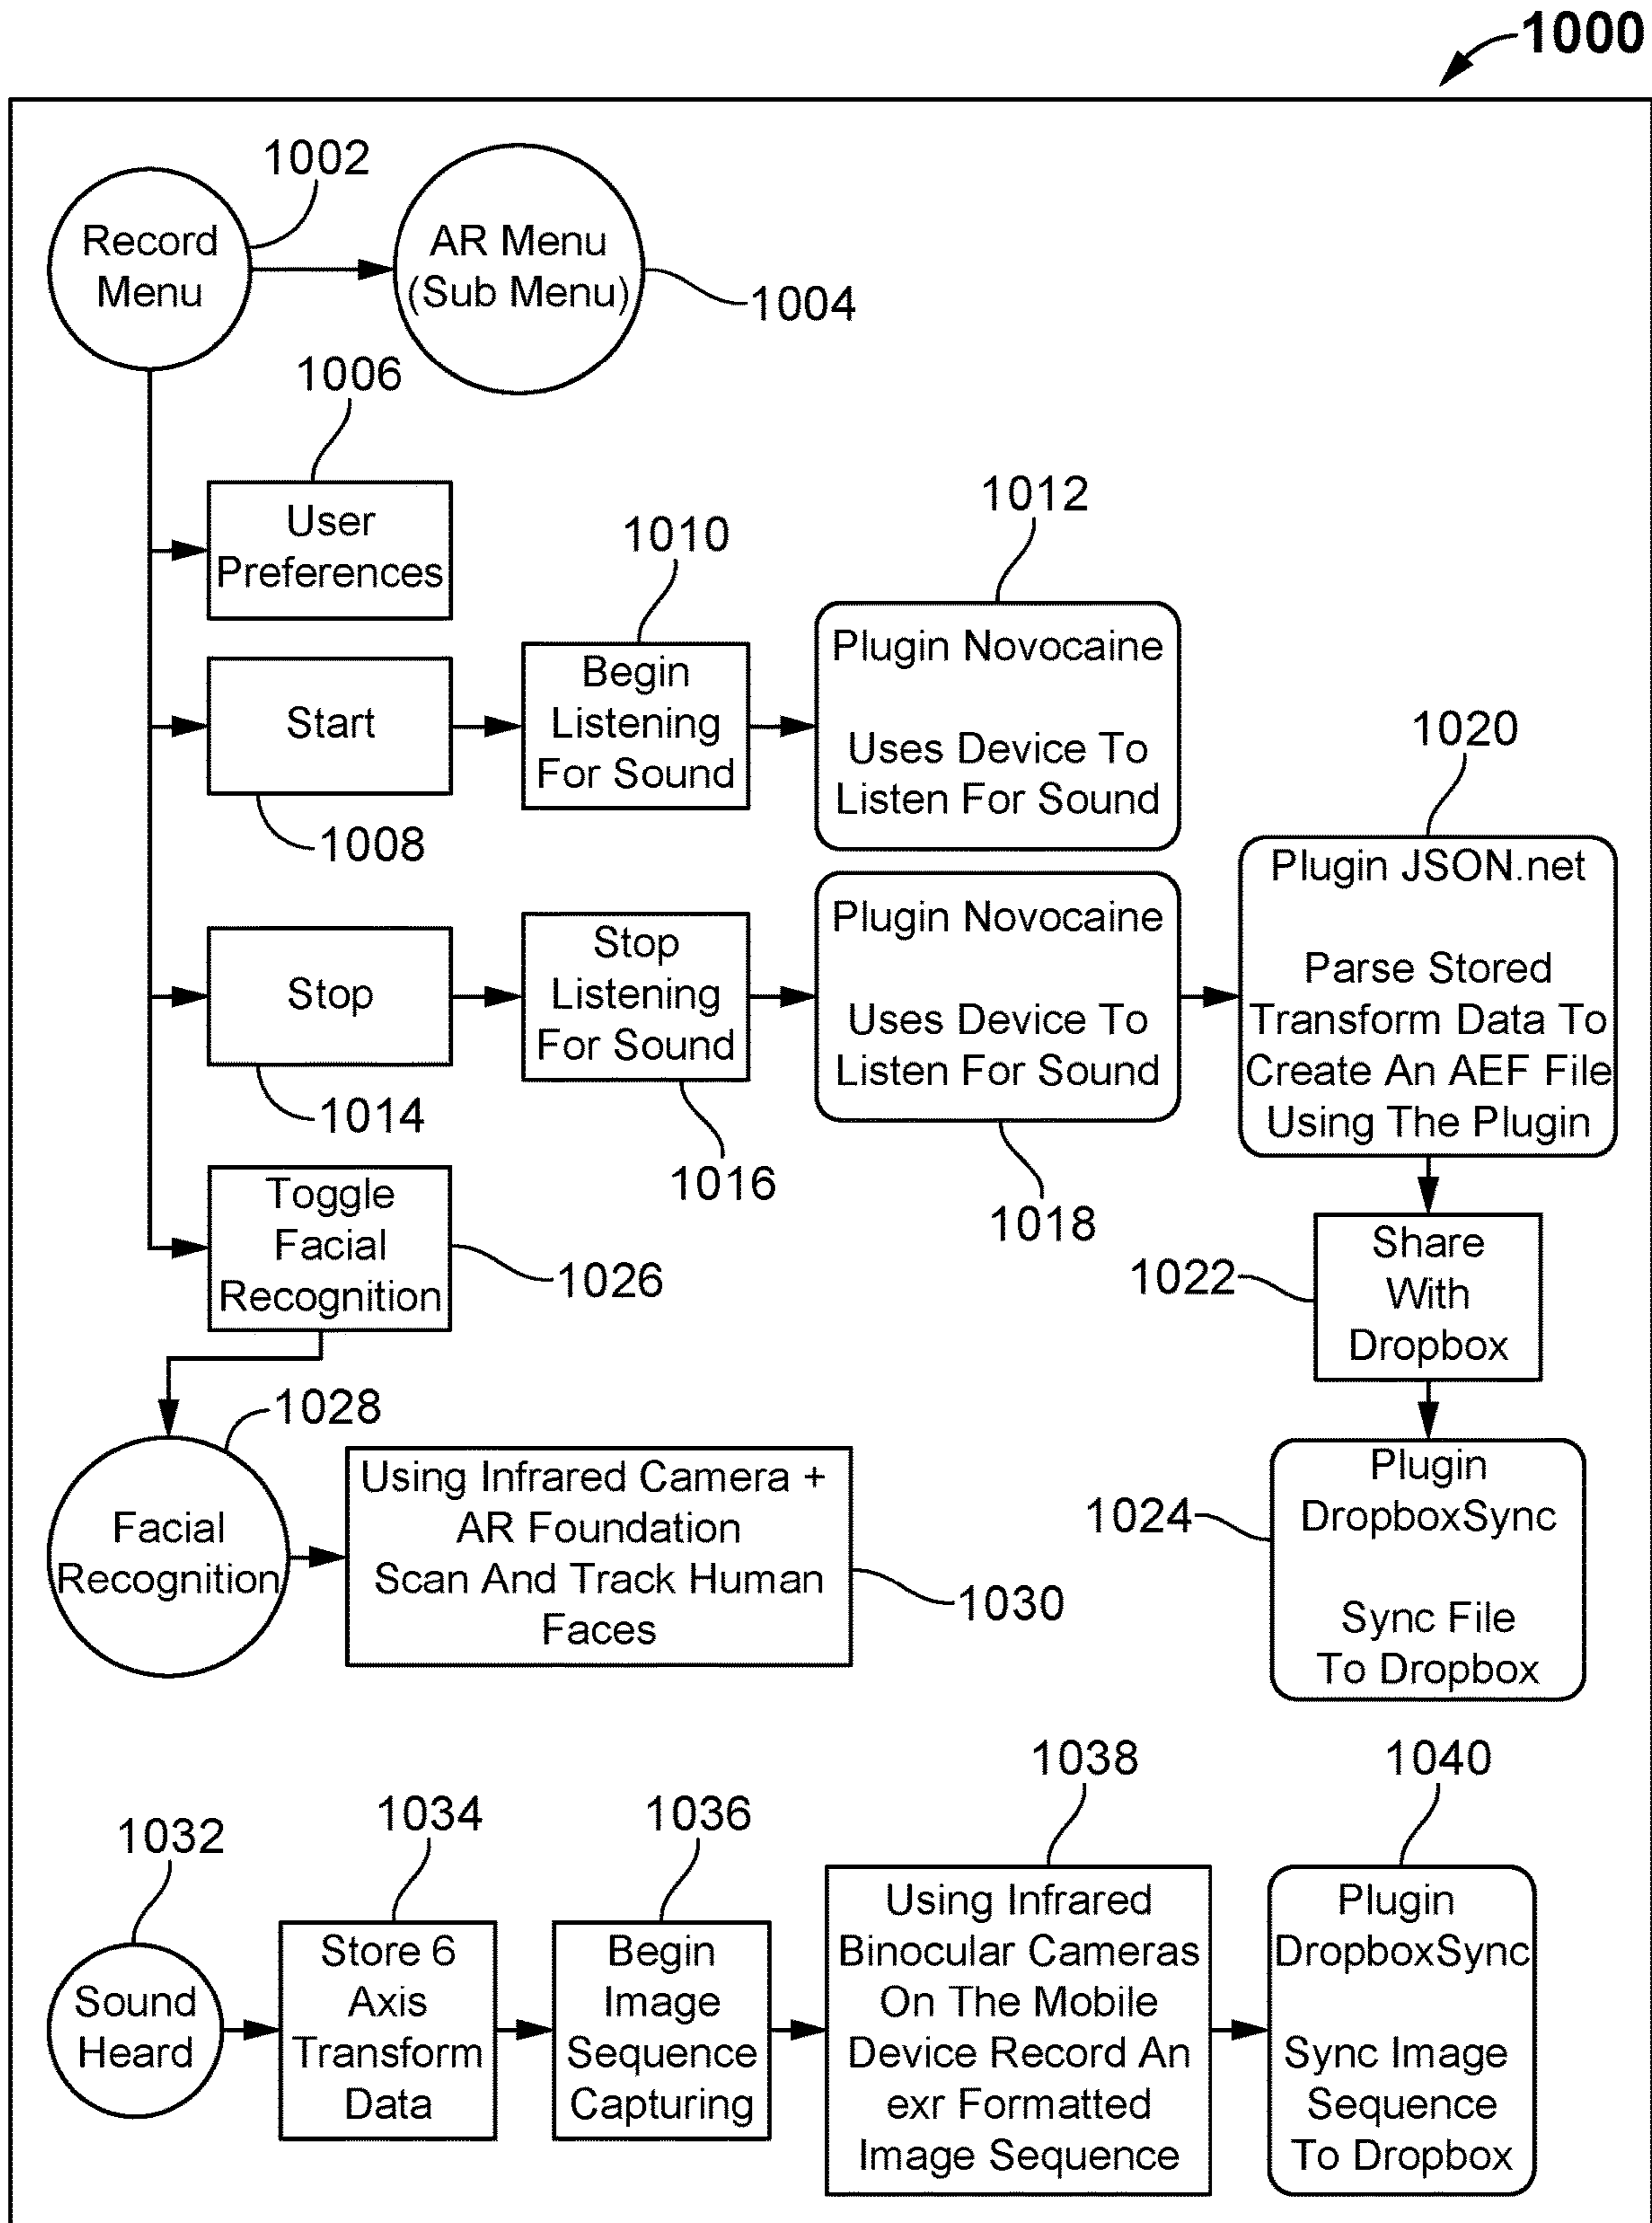 1000
1002
Record
Menu
AR Menu
(Sub Menu)
1004
1006
User
Preferences
1010
1012
Start
1008
Begin
Listening
For Sound
Plugin Novocaine
Uses Device To
Listen For Sound
1020
Stop
1014
Stop
Listening
For Sound
1016
Plugin Novocaine
Uses Device To
Listen For Sound
1018
Plugin JSON.net
Parse Stored
Transform Data To
Create An AEF File
Using The Plugin
Toggle
Facial
Recognition
1026
1022
Share
With
Dropbox
1028
Facial
Recognition
Using Infrared Camera +
AR Foundation
Scan And Track Human
Faces
1030
1024
Plugin
DropboxSync
Sync File
To Dropbox
1032
Sound
Heard
1034
Store 6
Axis
Transform
Data
1036
Begin
Image
Sequence
Capturing
1038
Using Infrared
Binocular Cameras
On The Mobile
Device Record An
exr Formatted
Image Sequence
1040
Plugin
DropboxSync
Sync Image
Sequence
To Dropbox